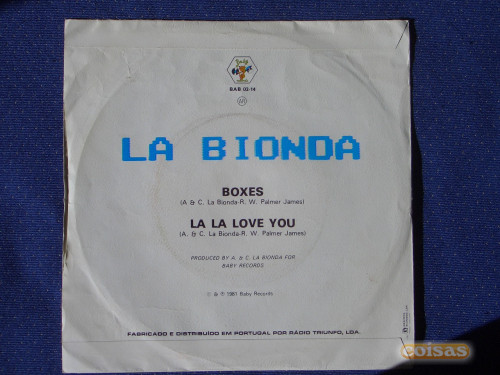 BAB 03-14
LA BIONDA
BOXES
(A & C. La Bionda-R. W. Palmer James)
LA LA LOVE YOU
(A. & C. La Bionda-R. W. Palmer James)
PRODUCED BY A. & C. LA BIONDA FOR
BABY RECORDS
© & ℗ 1981 Baby Records
FABRICADO E DISTRIBUÍDO EM PORTUGAL POR RÁDIO TRIUNFO, LDA.
coisas